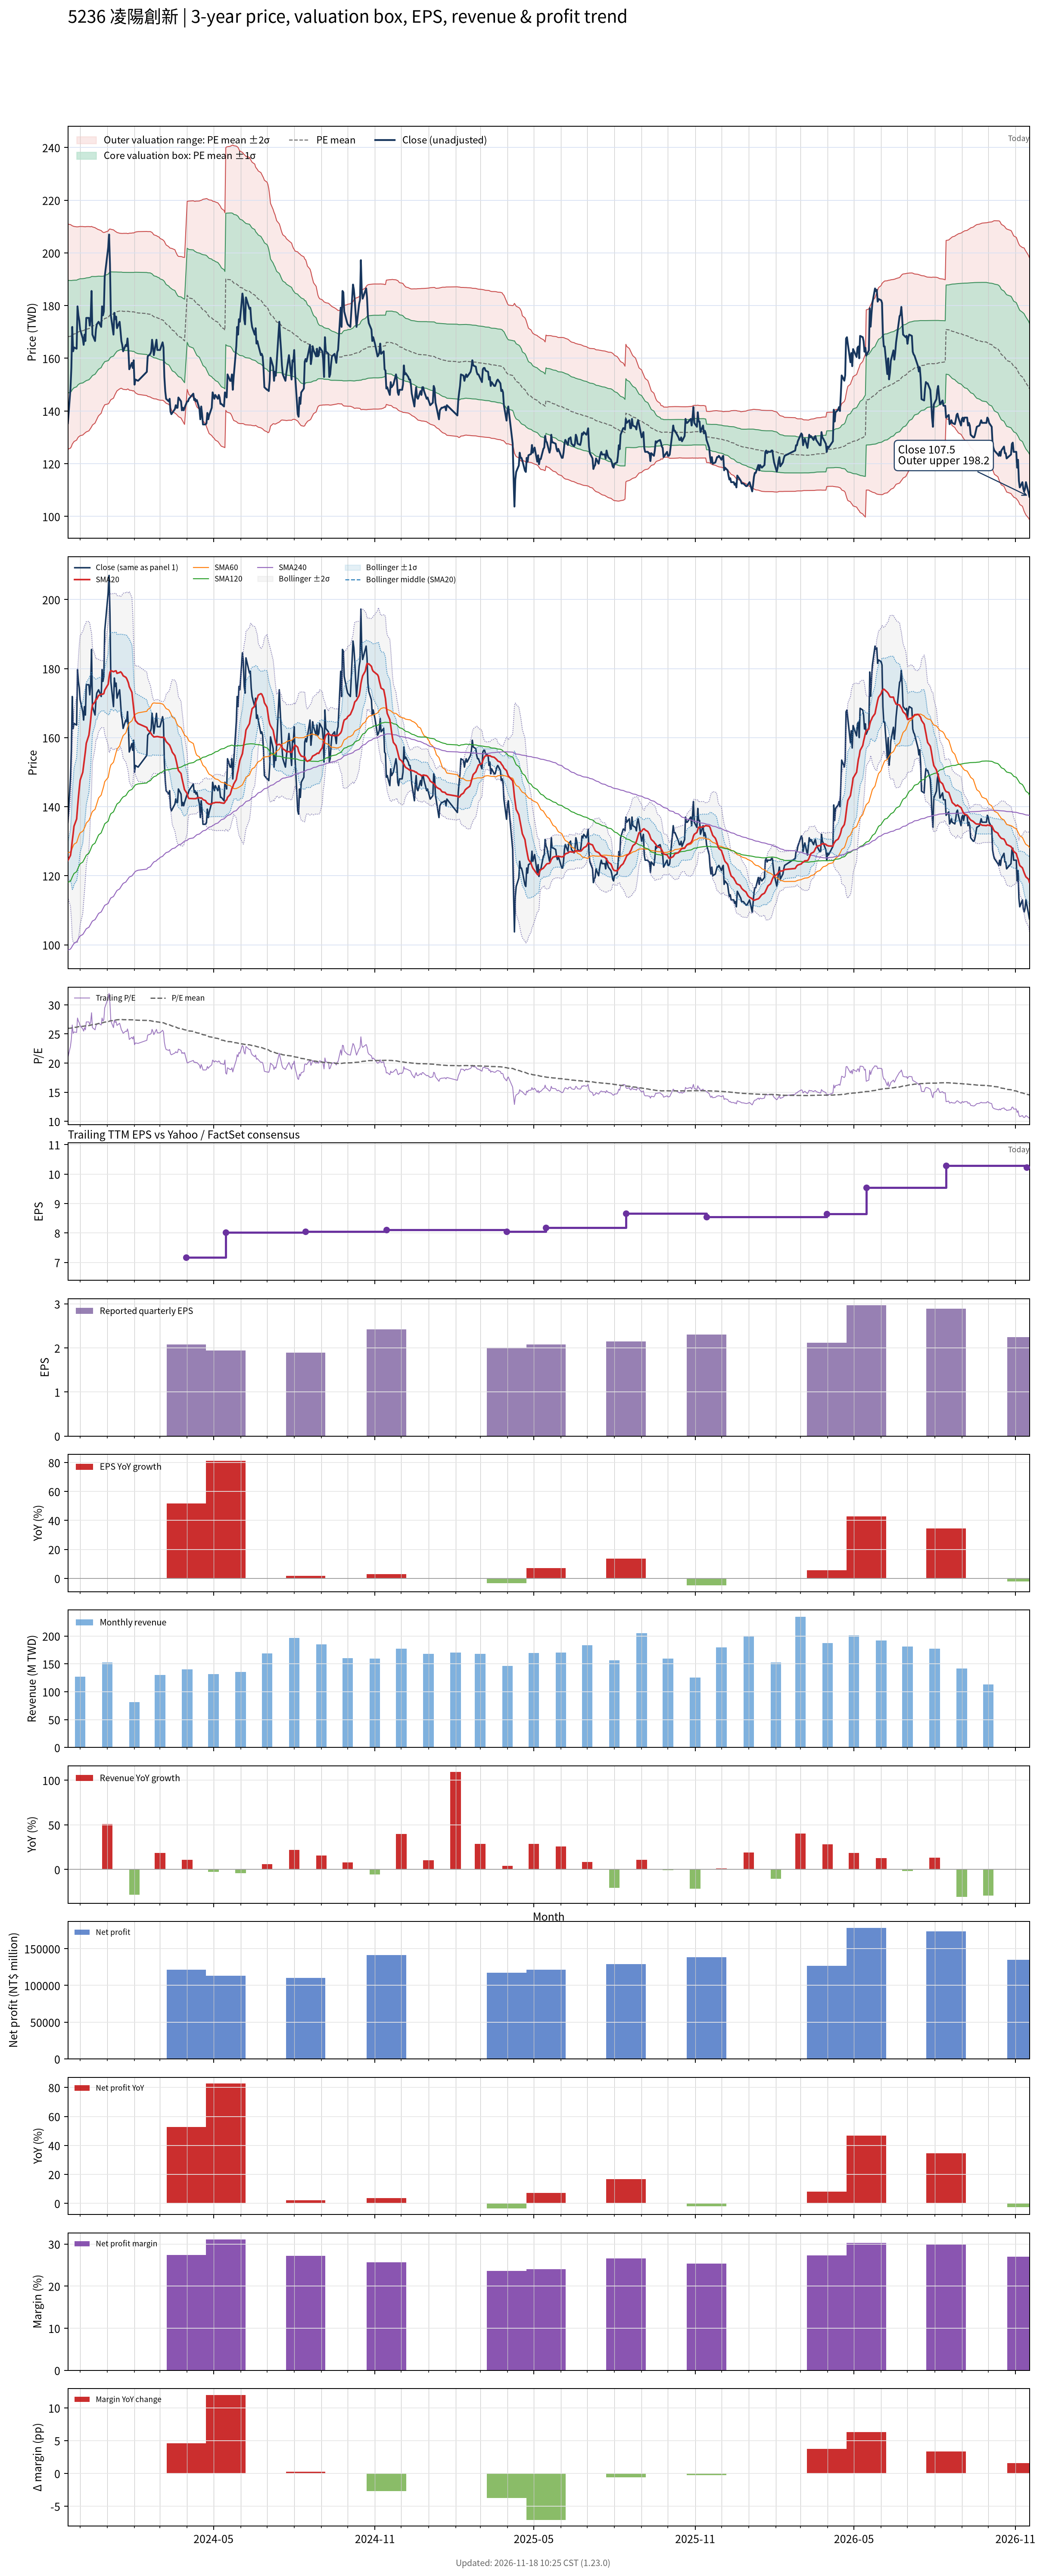 5236 凌陽創新 | 3-year price, valuation box, EPS, revenue & profit trend
Outer valuation range: PE mean ±2σ
PE mean
Close (unadjusted)
Core valuation box: PE mean ±1σ
Today
240
220
200
180
160
140
120
100
Price (TWD)
Close 107.5
Outer upper 198.2
Close (same as panel 1)
SMA60
SMA240
Bollinger ±1σ
SMA20
SMA120
Bollinger ±2σ
Bollinger middle (SMA20)
200
180
160
140
120
100
Price
Trailing P/E
P/E mean
30
25
20
15
10
P/E
Trailing TTM EPS vs Yahoo / FactSet consensus
Today
11
10
9
8
7
EPS
Reported quarterly EPS
3
2
1
0
EPS
EPS YoY growth
80
60
40
20
0
YoY (%)
Monthly revenue
200
150
100
50
0
Revenue (M TWD)
Revenue YoY growth
100
50
0
YoY (%)
Month
Net profit
150000
100000
50000
0
Net profit (NT$ million)
Net profit YoY
80
60
40
20
0
YoY (%)
Net profit margin
30
20
10
0
Margin (%)
Margin YoY change
10
5
0
-5
Δ margin (pp)
2024-05
2024-11
2025-05
2025-11
2026-05
2026-11
Updated: 2026-11-18 10:25 CST (1.23.0)